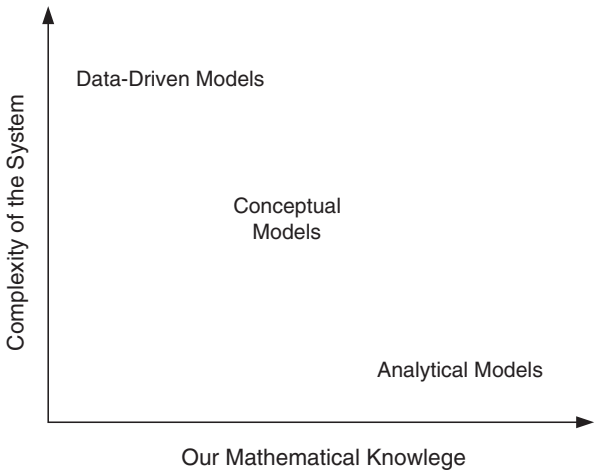 Complexity of the System
Data-Driven Models
Conceptual
Models
Analytical Models
Our Mathematical Knowlege